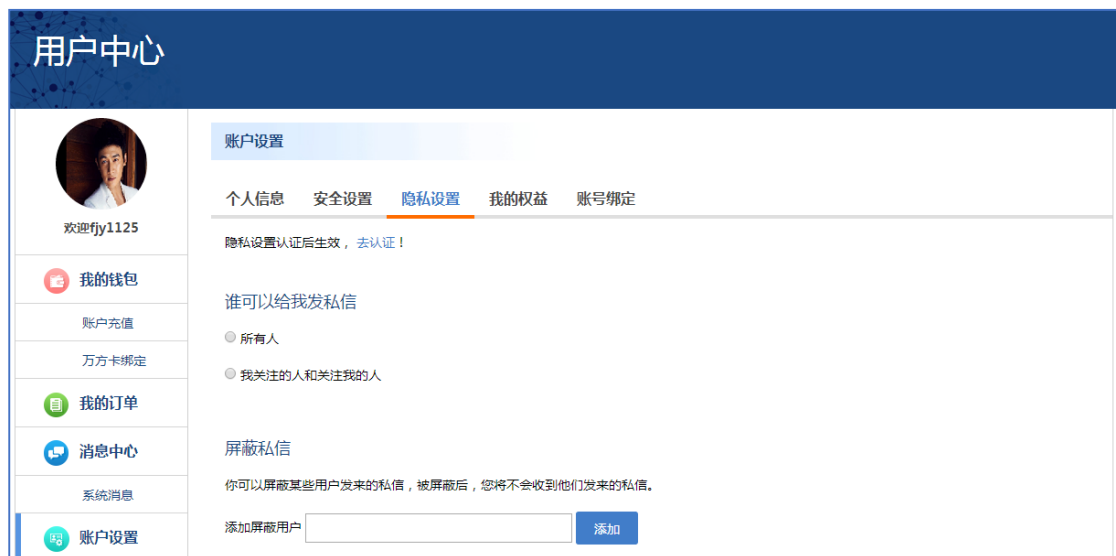 用户中心
欢迎fjy1125
我的钱包
账户充值
万方卡绑定
我的订单
消息中心
系统消息
账户设置
账户设置
个人信息 安全设置 隐私设置 我的权益 账号绑定
隐私设置认证后生效，去认证！
谁可以给我发私信
所有人
我关注的人和关注我的人
屏蔽私信
你可以屏蔽某些用户发来的私信，被屏蔽后，您将不会收到他们发来的私信。
添加屏蔽用户 添加